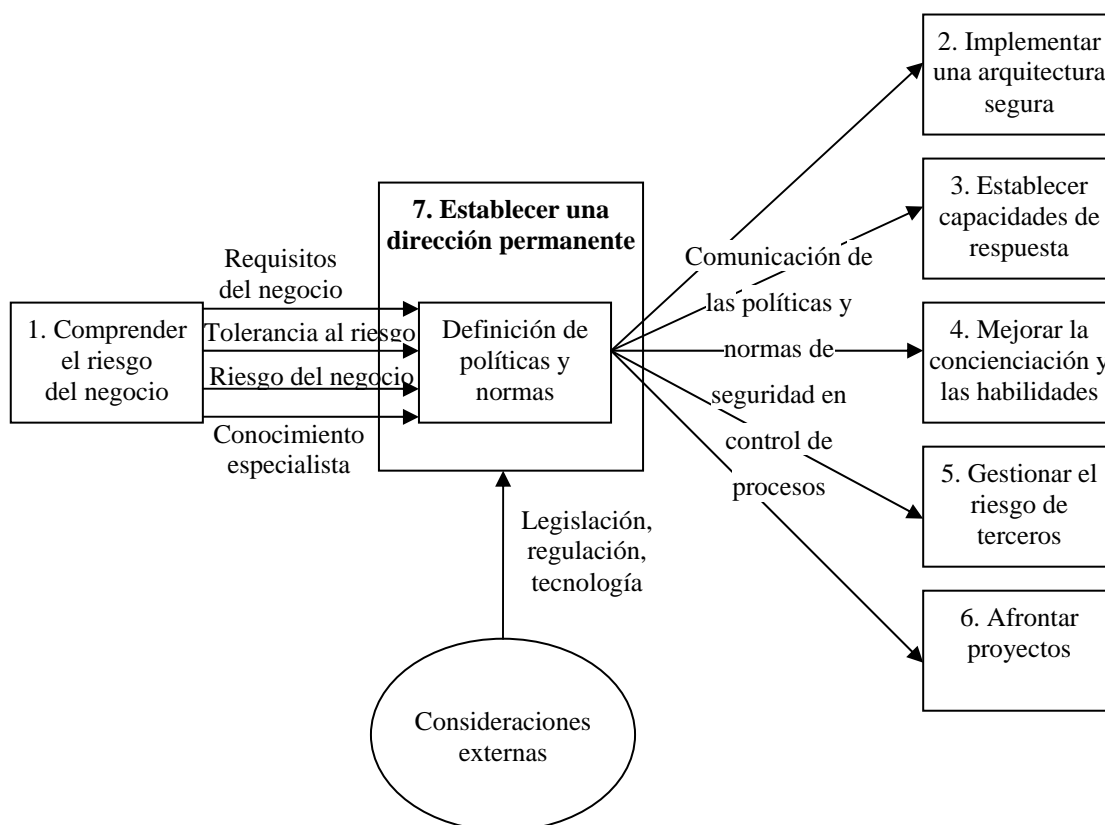 2. Implementar
una arquitectura
segura
3. Establecer
capacidades de
respuesta
7. Establecer una
dirección permanente
Comunicación de
las políticas y
normas de
seguridad en
control de
procesos
Requisitos
del negocio
Tolerancia al riesgo
Riesgo del negocio
Conocimiento
especialista
1. Comprender
el riesgo
del negocio
Definición de
políticas y
normas
4. Mejorar la
concienciación y
las habilidades
5. Gestionar el
riesgo de
terceros
Legislación,
regulación,
tecnología
6. Afrontar
proyectos
Consideraciones
externas